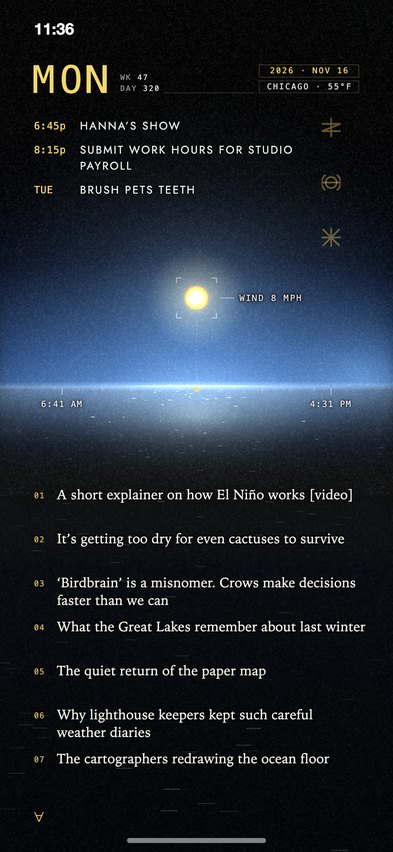 11:36
MON
WK 47
DAY 320
2026 · NOV 16
CHICAGO · 55°F
6:45p HANNA'S SHOW
8:15p SUBMIT WORK HOURS FOR STUDIO
PAYROLL
TUE BRUSH PETS TEETH
WIND 8 MPH
6:41 AM
4:31 PM
01 A short explainer on how El Niño works [video]
02 It's getting too dry for even cactuses to survive
03 ‘Birdbrain’ is a misnomer. Crows make decisions
faster than we can
04 What the Great Lakes remember about last winter
05 The quiet return of the paper map
06 Why lighthouse keepers kept such careful
weather diaries
07 The cartographers redrawing the ocean floor